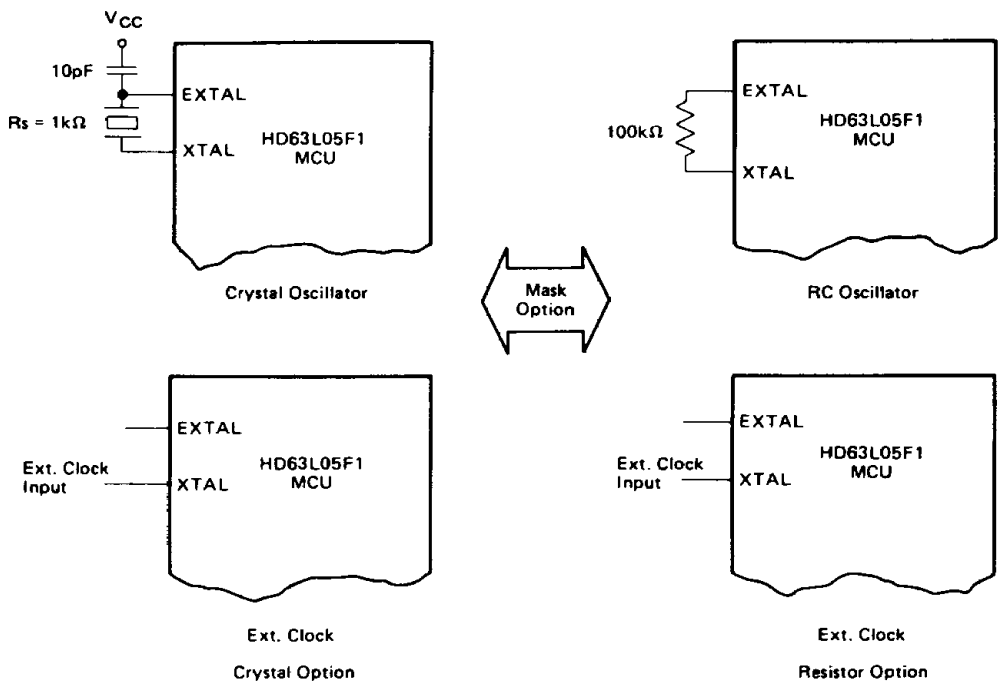 VCC
10pF
EXTAL
Rs = 1kΩ
HD63L05F1
MCU
XTAL
Crystal Oscillator
EXTAL
HD63L05F1
MCU
100kΩ
XTAL
RC Oscillator
Mask
Option
EXTAL
HD63L05F1
MCU
Ext. Clock
Input
XTAL
Ext. Clock
Crystal Option
EXTAL
HD63L05F1
MCU
Ext. Clock
Input
XTAL
Ext. Clock
Resistor Option